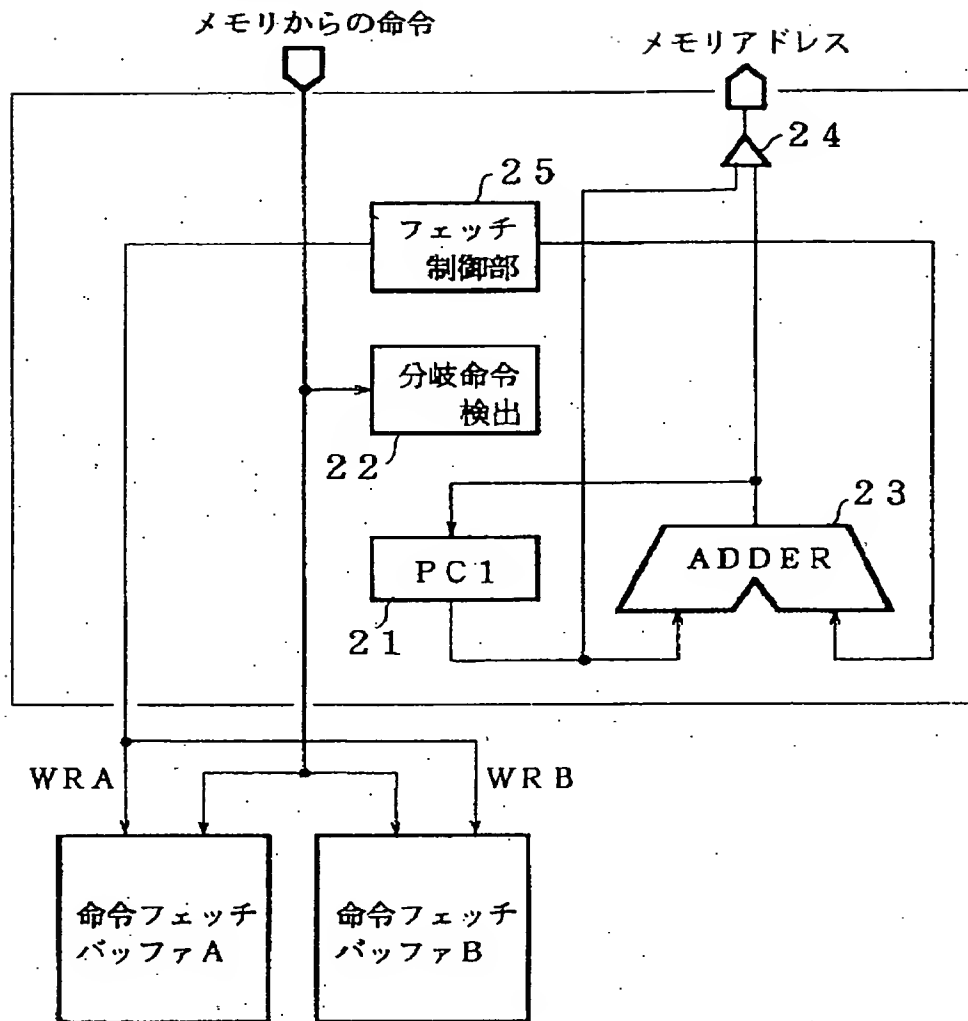 メモリからの命令
メモリアドレス
24
25
フェッチ
制御部
分岐命令
検出
22
23
ADDER
PC1
21
WRA
WRB
命令フェッチ
バッファA
命令フェッチ
バッファB